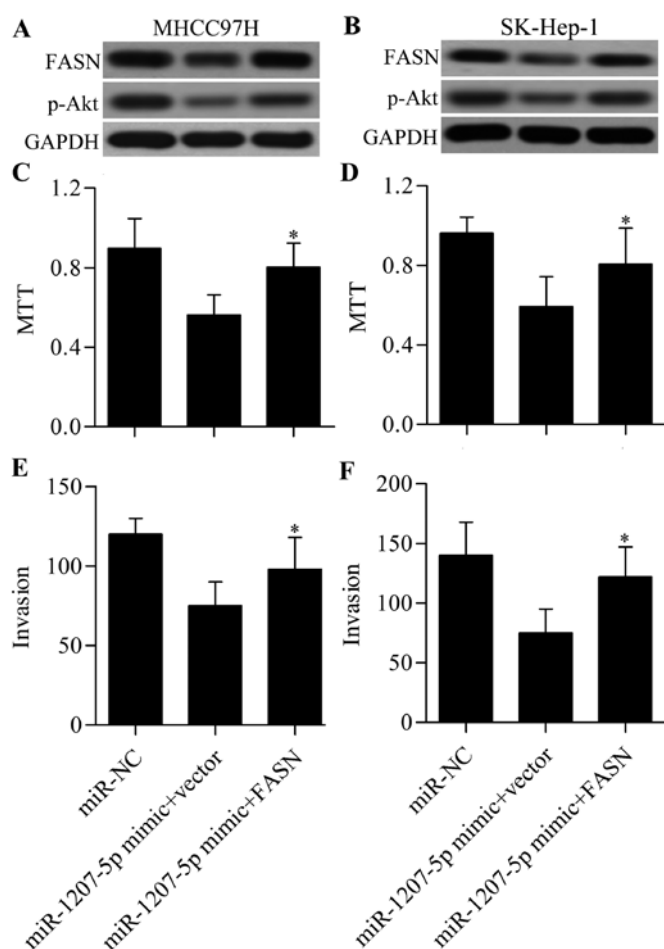 A
MHCC97H
FASN
p-Akt
GAPDH
B
SK-Hep-1
FASN
p-Akt
GAPDH
C
1.2
0.8
0.4
0.0
MTT
*
D
1.2
0.8
0.4
0.0
MTT
*
E
150
100
50
0
Invasion
*
miR-NC
miR-1207-5p mimic+vector
miR-1207-5p mimic+FASN
F
200
150
100
50
0
Invasion
*
miR-NC
miR-1207-5p mimic+vector
miR-1207-5p mimic+FASN